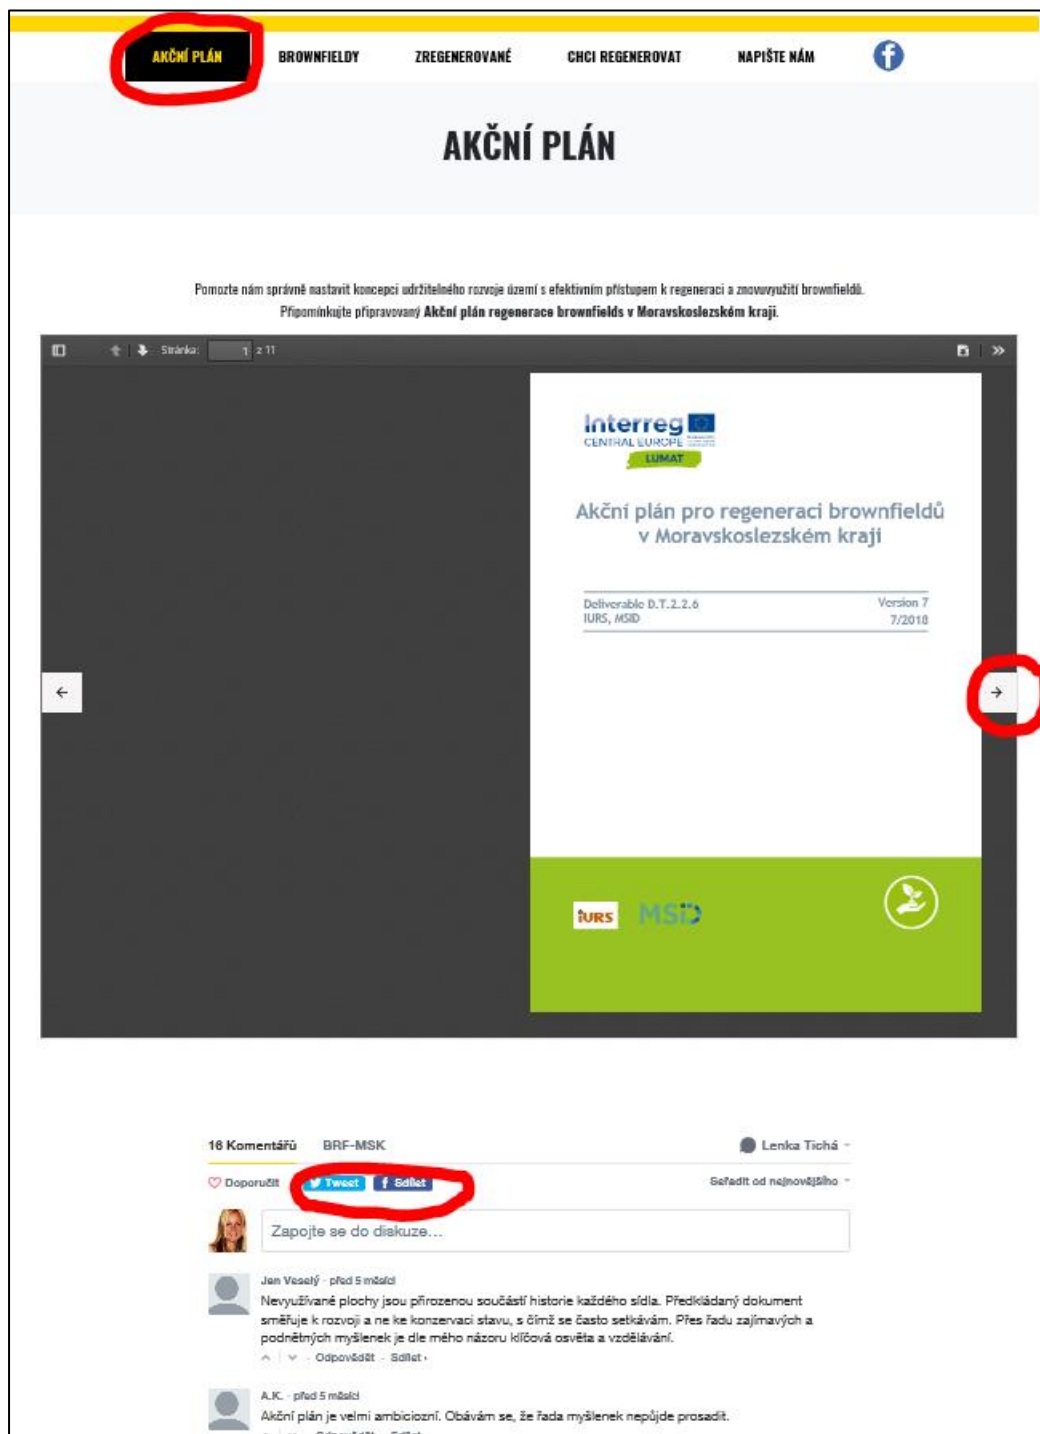 AKČNÍ PLÁN BROWNFIELDY ZREGENEROVANÉ CHCI REGENEROVAT NAPIŠTE NÁM
AKČNÍ PLÁN
Pomozte nám správně nastavit koncepci udržitelného rozvoje území s efektivním přístupem k regeneraci a znovuvyužití brownfieldů.
Připomínkujte připravovaný Akční plán regenerace brownfields v Moravskoslezském kraji.
Stránka: 1 z 11
Interreg
CENTRAL EUROPE
LUMAT
Akční plán pro regeneraci brownfieldů
v Moravskoslezském kraji
Deliverable D.T.2.2.6 Version 7
IURS, MSID 7/2018
IURS MSID
16 Komentářů BRF-MSK Lenka Tichá
Doporučit Tweet Sdílet Seřadit od nejnovějšího
Zapojte se do diskuze...
Jan Veselý · před 5 měsíci
Nevyužívané plochy jsou přirozenou součástí historie každého sídla. Předkládaný dokument
směřuje k rozvoji a ne ke konzervaci stavu, s čímž se často setkávám. Přes řadu zajímavých a
podnětných myšlenek je dle mého názoru klíčová osvěta a vzdělávání.
Odpovědět · Sdílet ›
A.K. · před 5 měsíci
Akční plán je velmi ambiciozní. Obávám se, že řada myšlenek nepůjde prosadit.